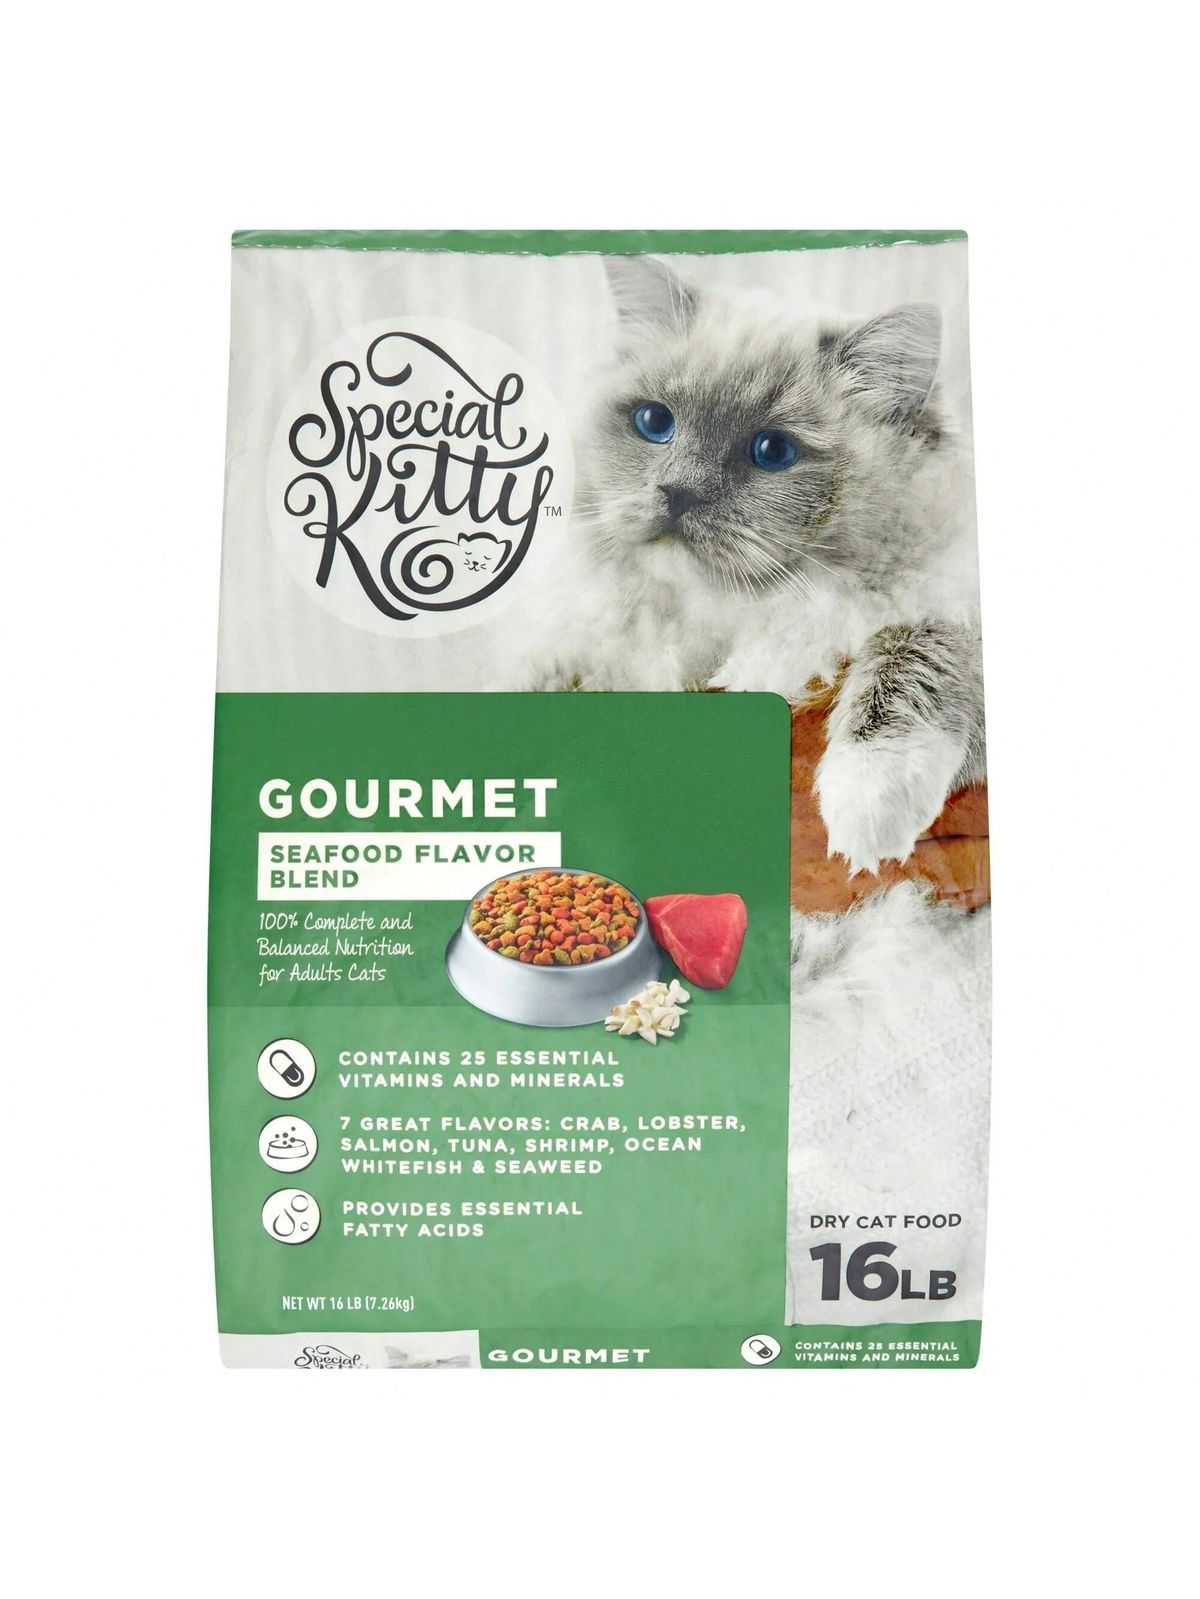 Special
Kitty
TM
GOURMET
SEAFOOD FLAVOR
BLEND
100% Complete and
Balanced Nutrition
for Adults Cats
CONTAINS 25 ESSENTIAL
VITAMINS AND MINERALS
7 GREAT FLAVORS: CRAB, LOBSTER,
SALMON, TUNA, SHRIMP, OCEAN
WHITEFISH & SEAWEED
PROVIDES ESSENTIAL
FATTY ACIDS
DRY CAT FOOD
16LB
NET WT 16 LB (7.26kg)
Special
GOURMET
CONTAINS 25 ESSENTIAL
VITAMINS AND MINERALS